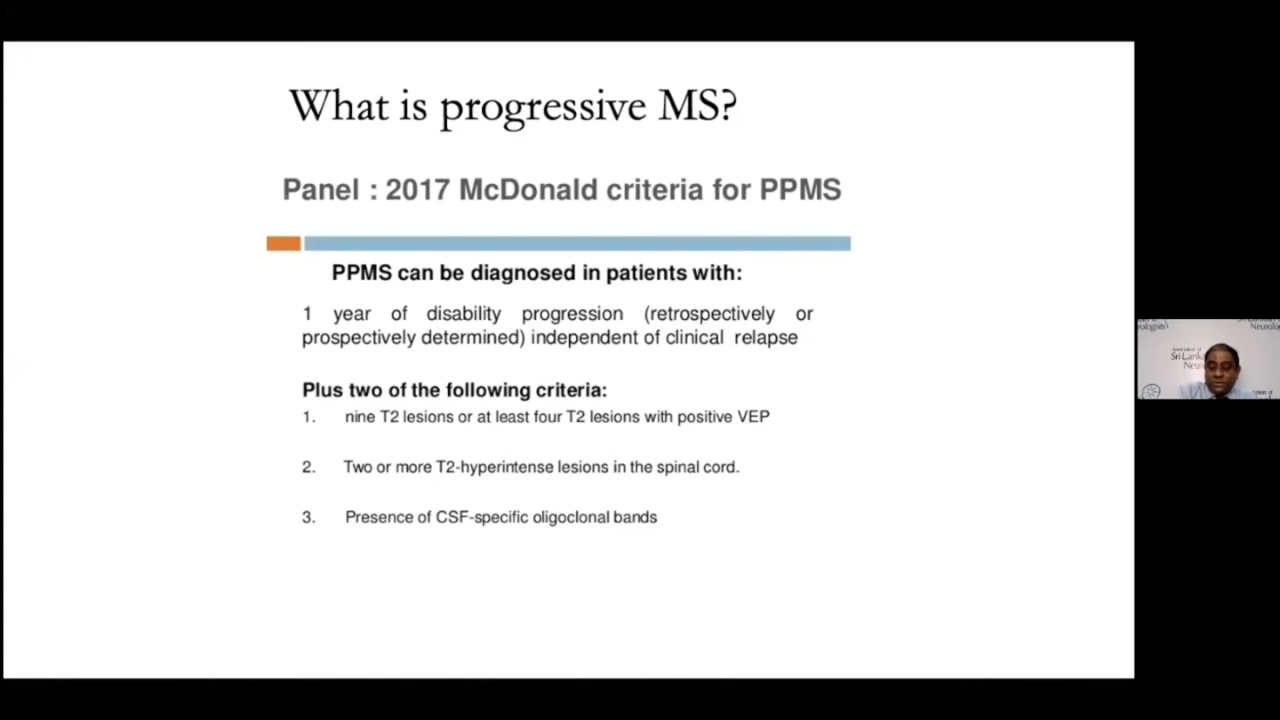 What is progressive MS?
Panel : 2017 McDonald criteria for PPMS
PPMS can be diagnosed in patients with:
1 year of disability progression (retrospectively or
prospectively determined) independent of clinical relapse
Plus two of the following criteria:
1. nine T2 lesions or at least four T2 lesions with positive VEP
2. Two or more T2-hyperintense lesions in the spinal cord.
3. Presence of CSF-specific oligoclonal bands
Sri Lanka